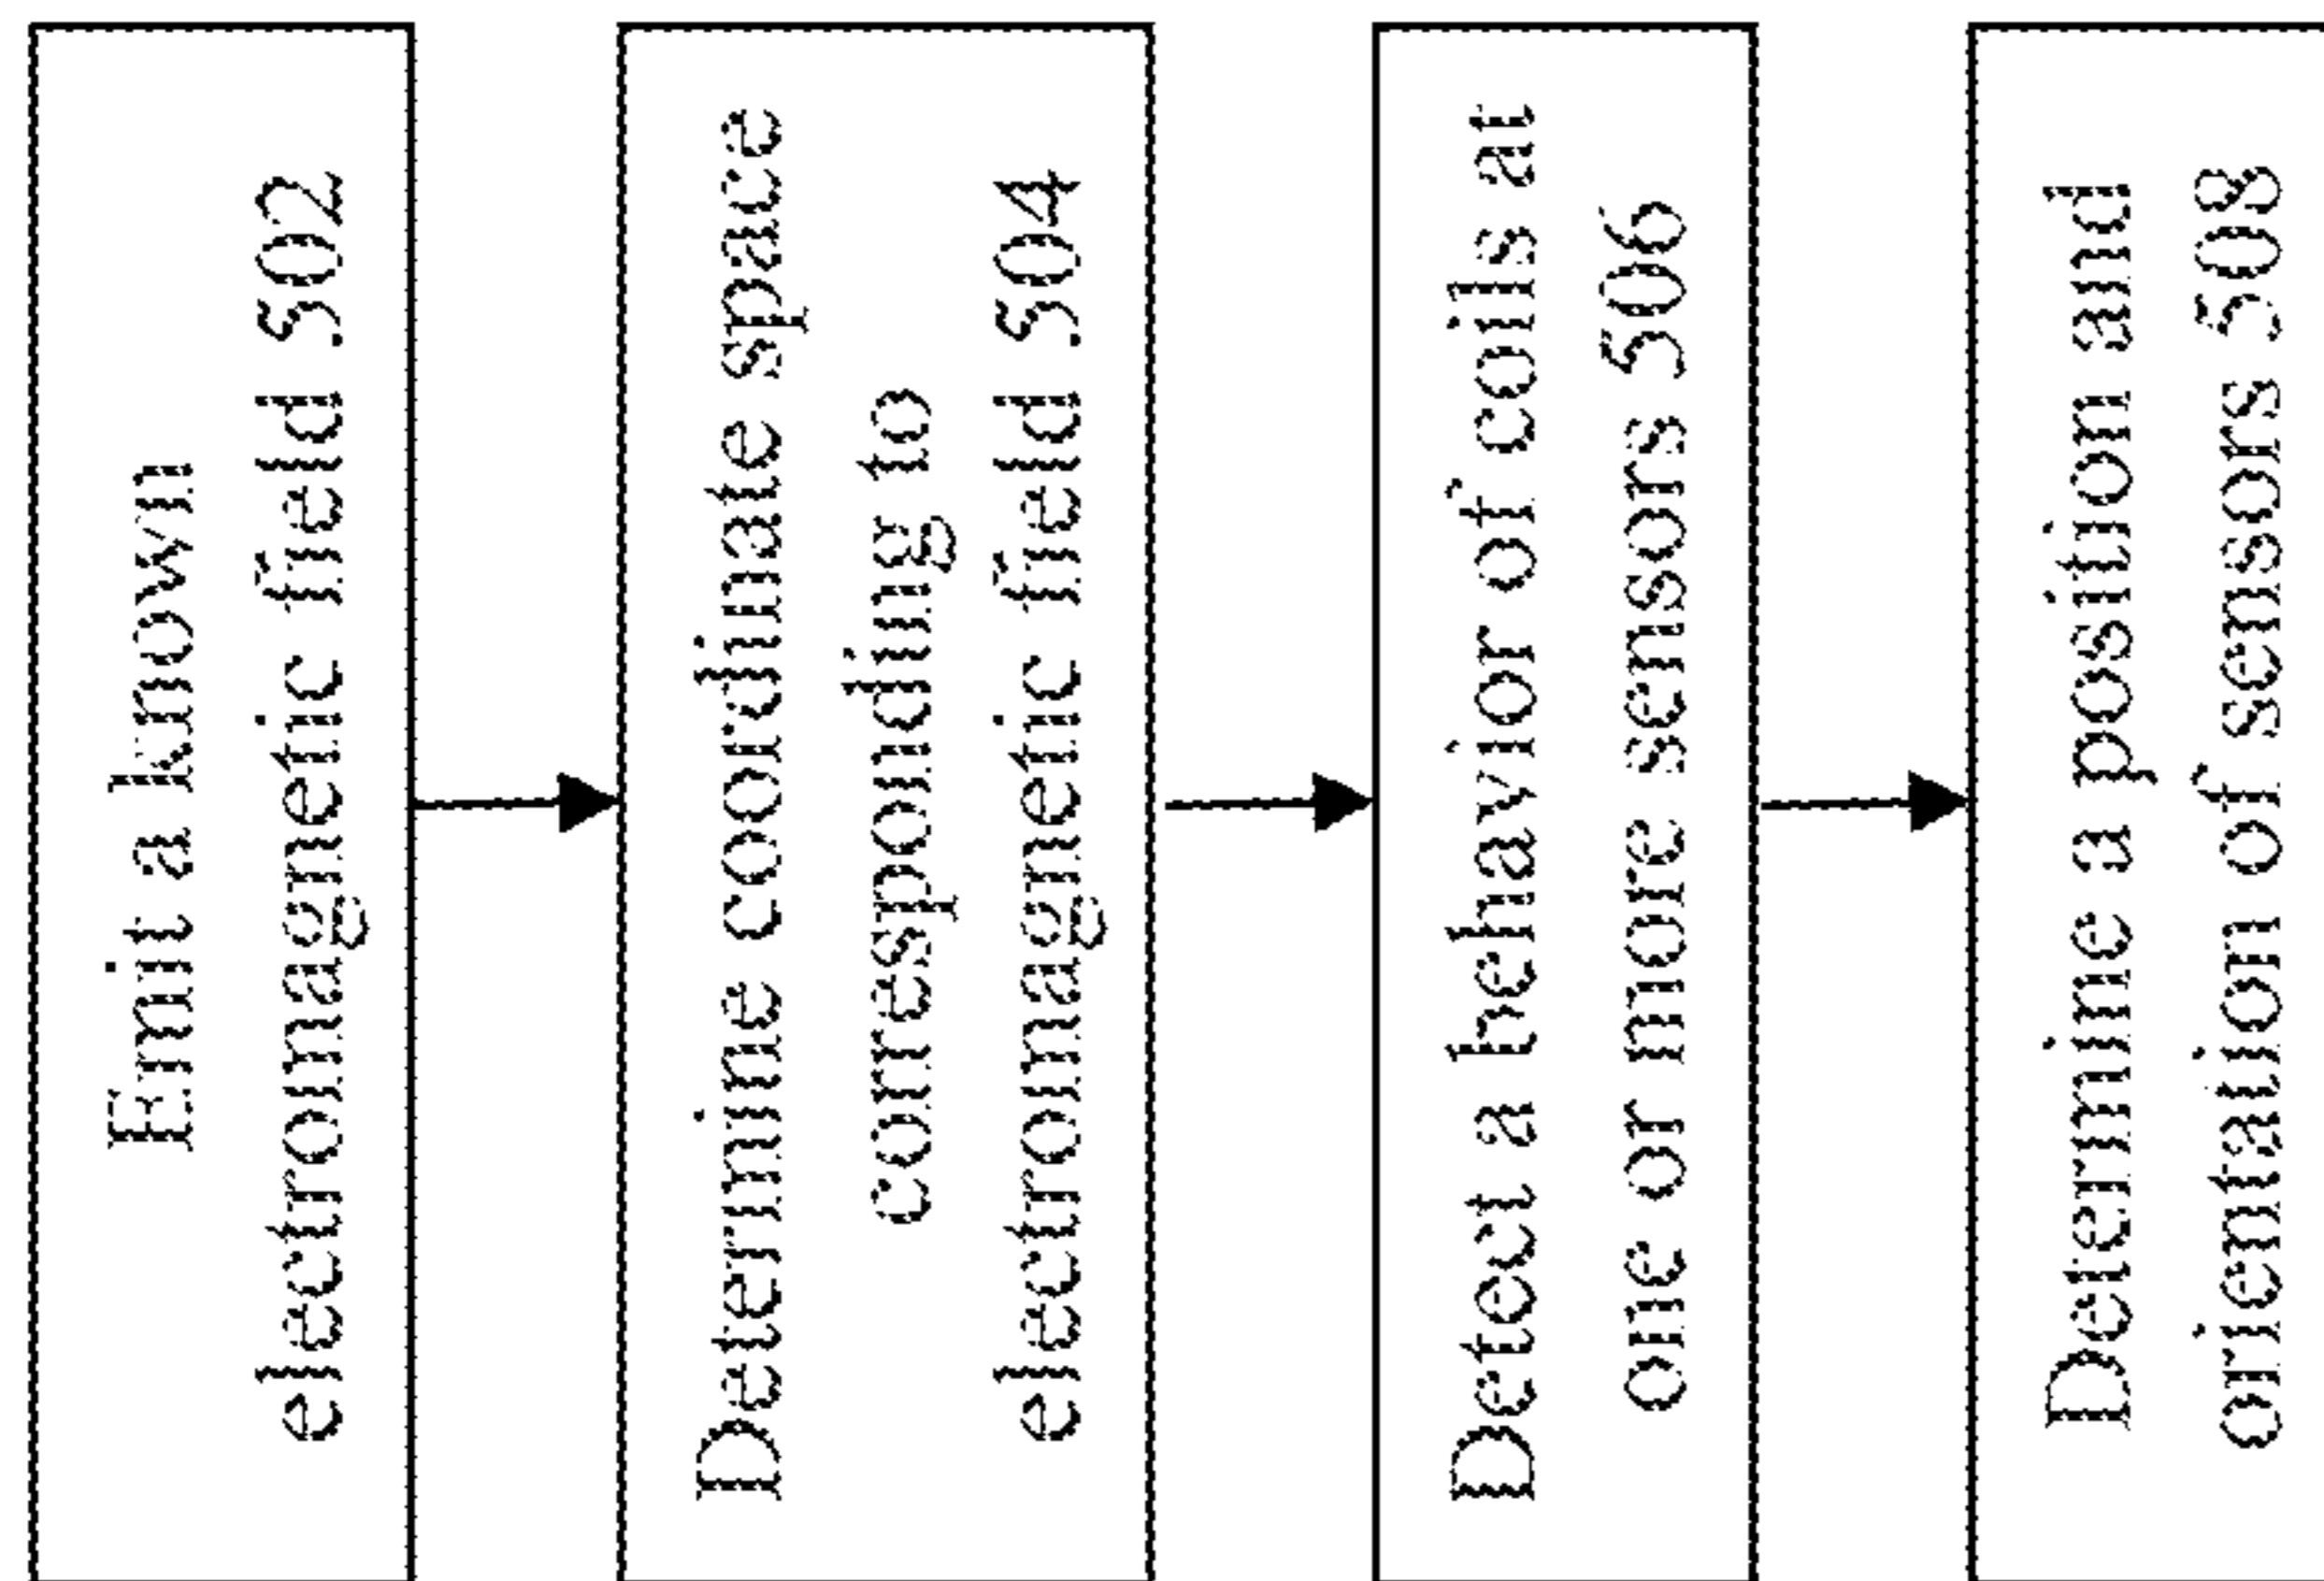 Emit a known
electromagnetic field 502
Determine coordinate space
corresponding to
electromagnetic field 504
Detect a behavior of coils at
one or more sensors 506
Determine a position and
orientation of sensors 508